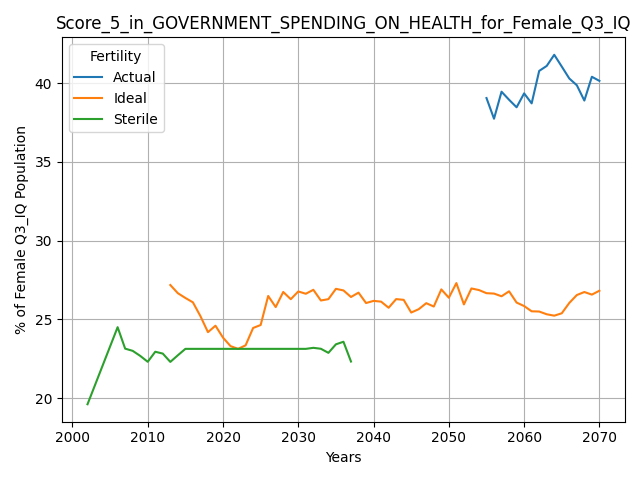 Score_5_in_GOVERNMENT_SPENDING_ON_HEALTH_for_Female_Q3_IQ
Fertility
Actual
Ideal
Sterile
% of Female Q3_IQ Population
40
35
30
25
20
2000 2010 2020 2030 2040 2050 2060 2070
Years